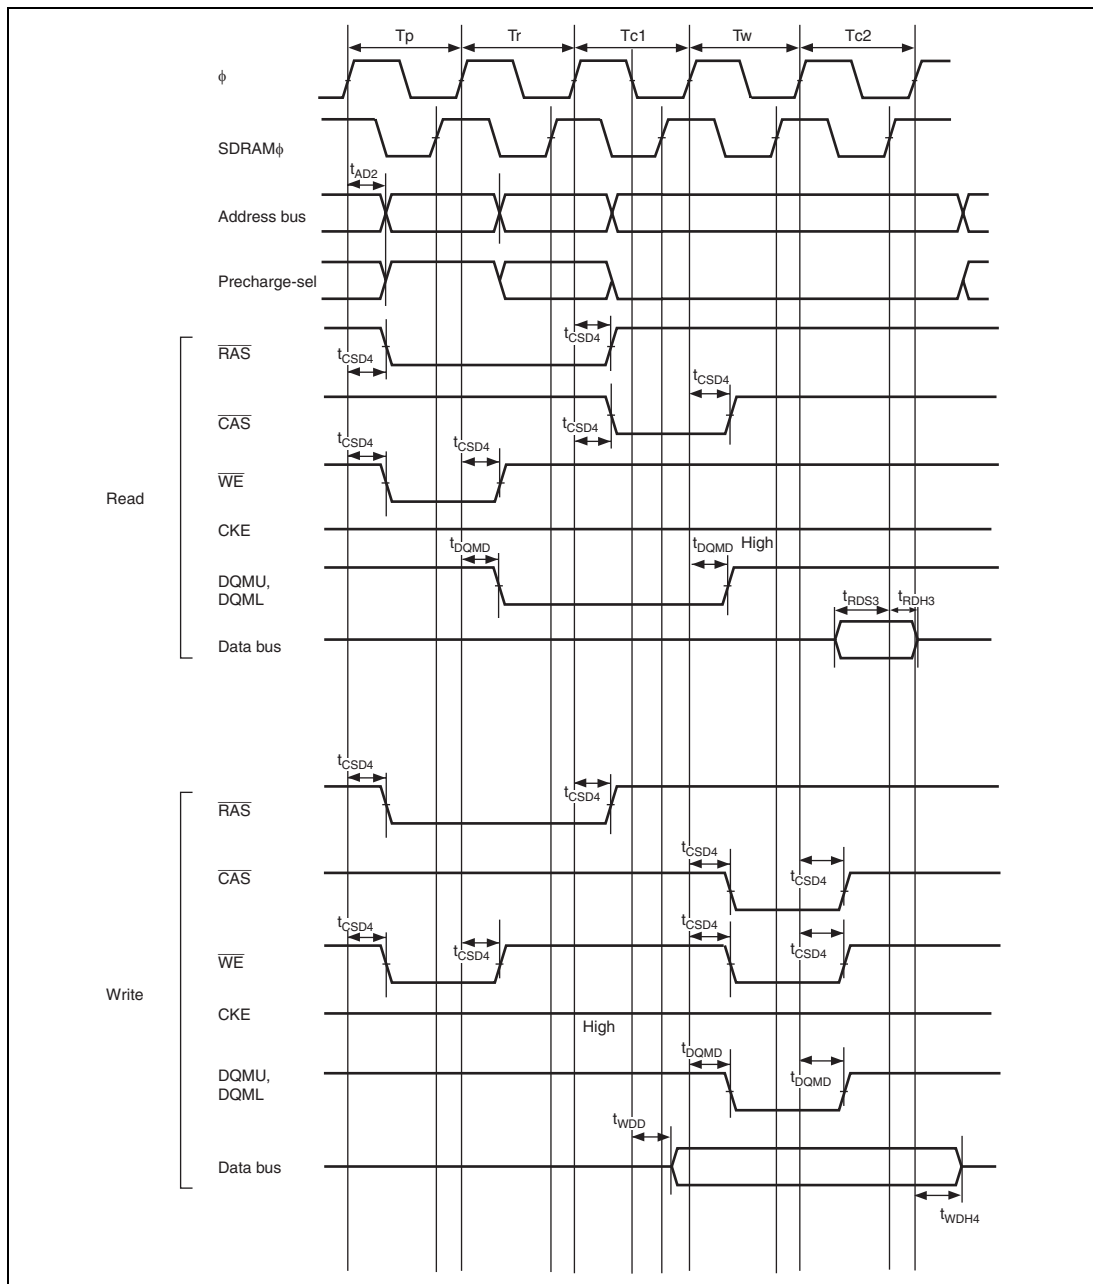 Tp Tr Tc1 Tw Tc2
ϕ
SDRAMϕ
tAD2
Address bus
Precharge-sel
tCSD4
RAS
tCSD4
tCSD4
CAS
tCSD4
tCSD4 tCSD4
WE
Read
CKE
High
tDQMD tDQMD
DQMU,
DQML
tRDS3 tRDH3
Data bus
tCSD4
tCSD4
RAS
tCSD4
CAS
tCSD4
tCSD4 tCSD4
tCSD4 tCSD4
WE
Write
CKE
High
tDQMD
DQMU,
DQML
tDQMD
tWDD
Data bus
tWDH4